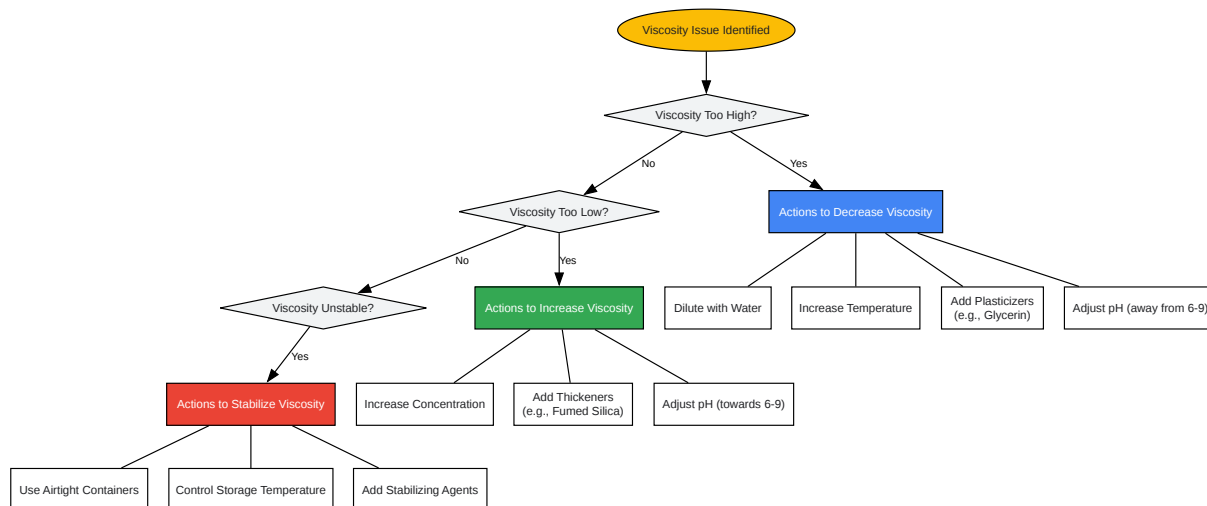 Viscosity Issue Identified
Viscosity Too High?
No
Yes
Viscosity Too Low?
Actions to Decrease Viscosity
No
Yes
Viscosity Unstable?
Actions to Increase Viscosity
Dilute with Water
Increase Temperature
Add Plasticizers
(e.g., Glycerin)
Adjust pH (away from 6-9)
Yes
Actions to Stabilize Viscosity
Increase Concentration
Add Thickeners
(e.g., Fumed Silica)
Adjust pH (towards 6-9)
Use Airtight Containers
Control Storage Temperature
Add Stabilizing Agents